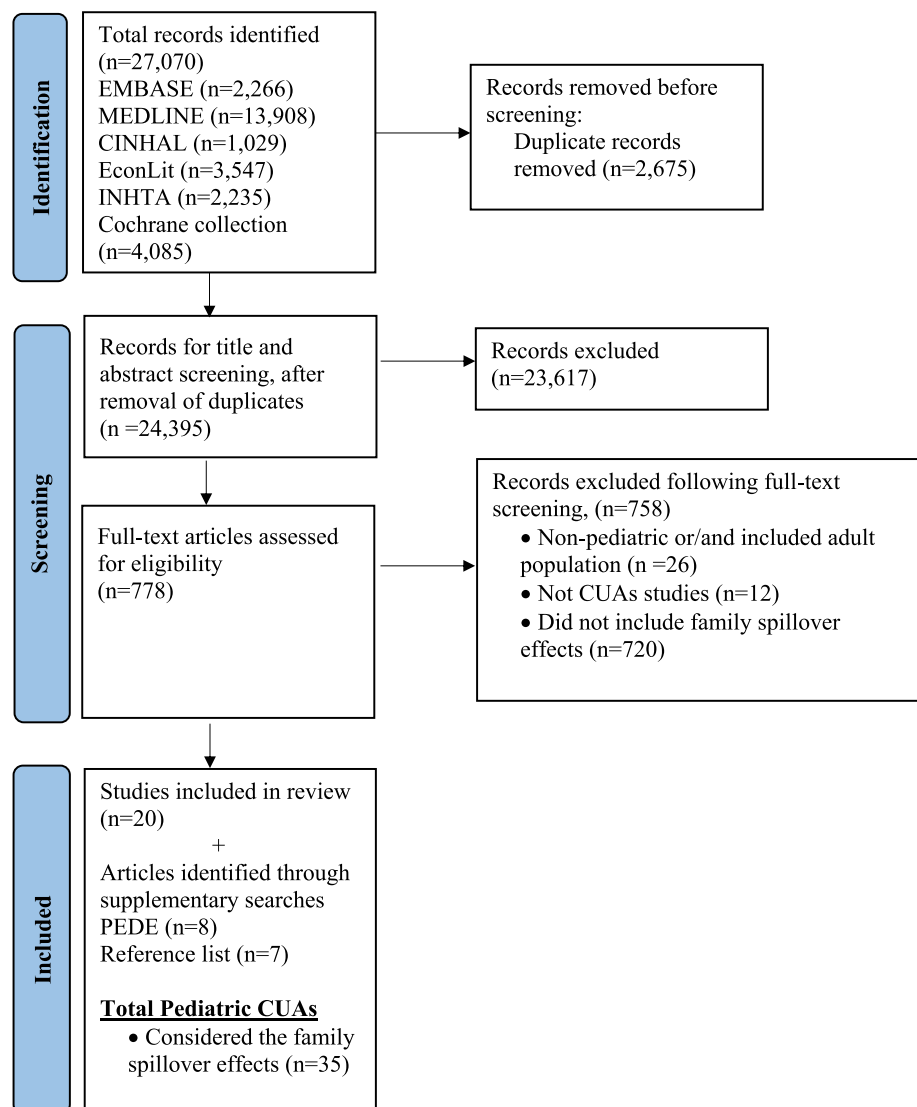 Identification
Total records identified
(n=27,070)
EMBASE (n=2,266)
MEDLINE (n=13,908)
CINHAL (n=1,029)
EconLit (n=3,547)
INHTA (n=2,235)
Cochrane collection
(n=4,085)
Records removed before
screening:
Duplicate records
removed (n=2,675)
Screening
Records for title and
abstract screening, after
removal of duplicates
(n =24,395)
Records excluded
(n=23,617)
Full-text articles assessed
for eligibility
(n=778)
Records excluded following full-text
screening, (n=758)
• Non-pediatric or/and included adult
population (n =26)
• Not CUAs studies (n=12)
• Did not include family spillover
effects (n=720)
Included
Studies included in review
(n=20)
+
Articles identified through
supplementary searches
PEDE (n=8)
Reference list (n=7)
Total Pediatric CUAs
• Considered the family
spillover effects (n=35)